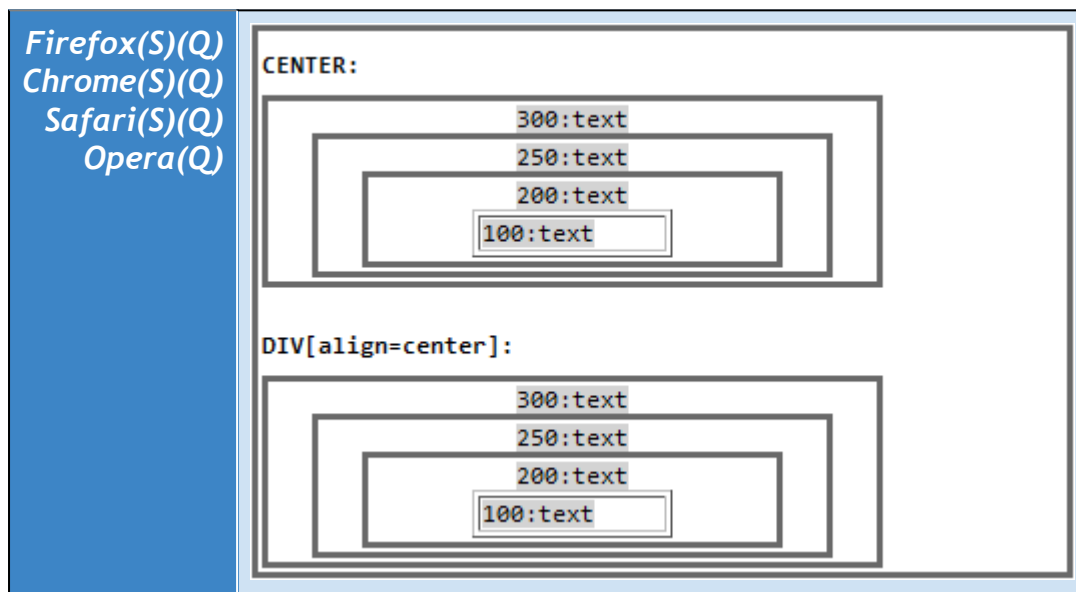 Firefox(S)(Q)
Chrome(S)(Q)
Safari(S)(Q)
Opera(Q)
CENTER:
300:text
250:text
200:text
100:text
DIV[align=center]:
300:text
250:text
200:text
100:text